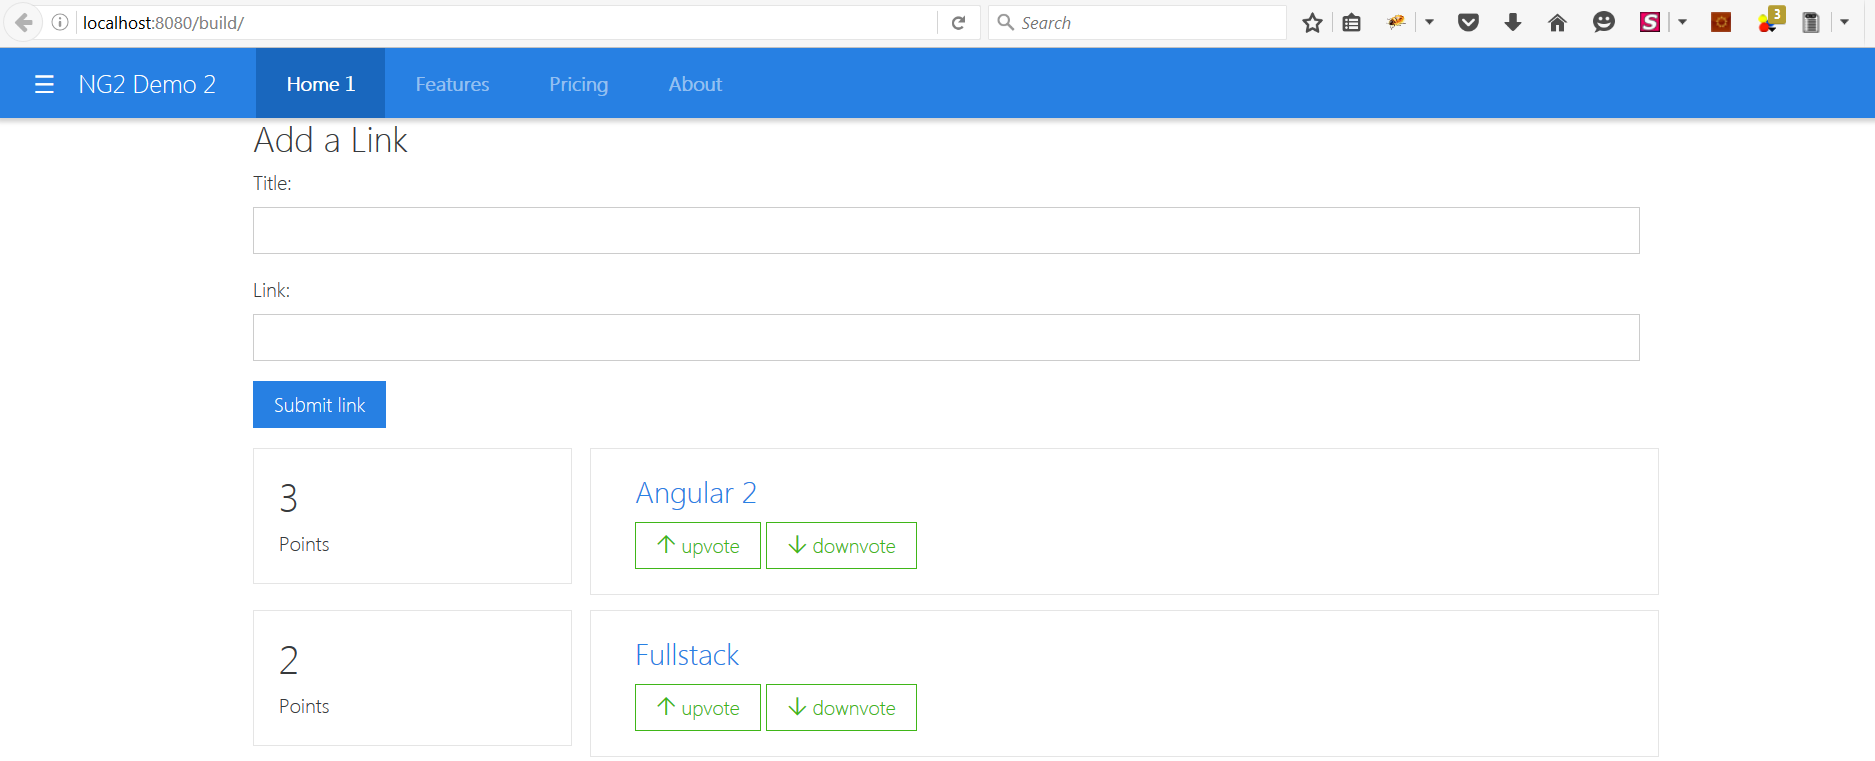 localhost:8080/build/
Search
3
NG2 Demo 2 Home 1 Features Pricing About
Add a Link
Title:
Link:
Submit link
3
Points
Angular 2
upvote downvote
2
Points
Fullstack
upvote downvote